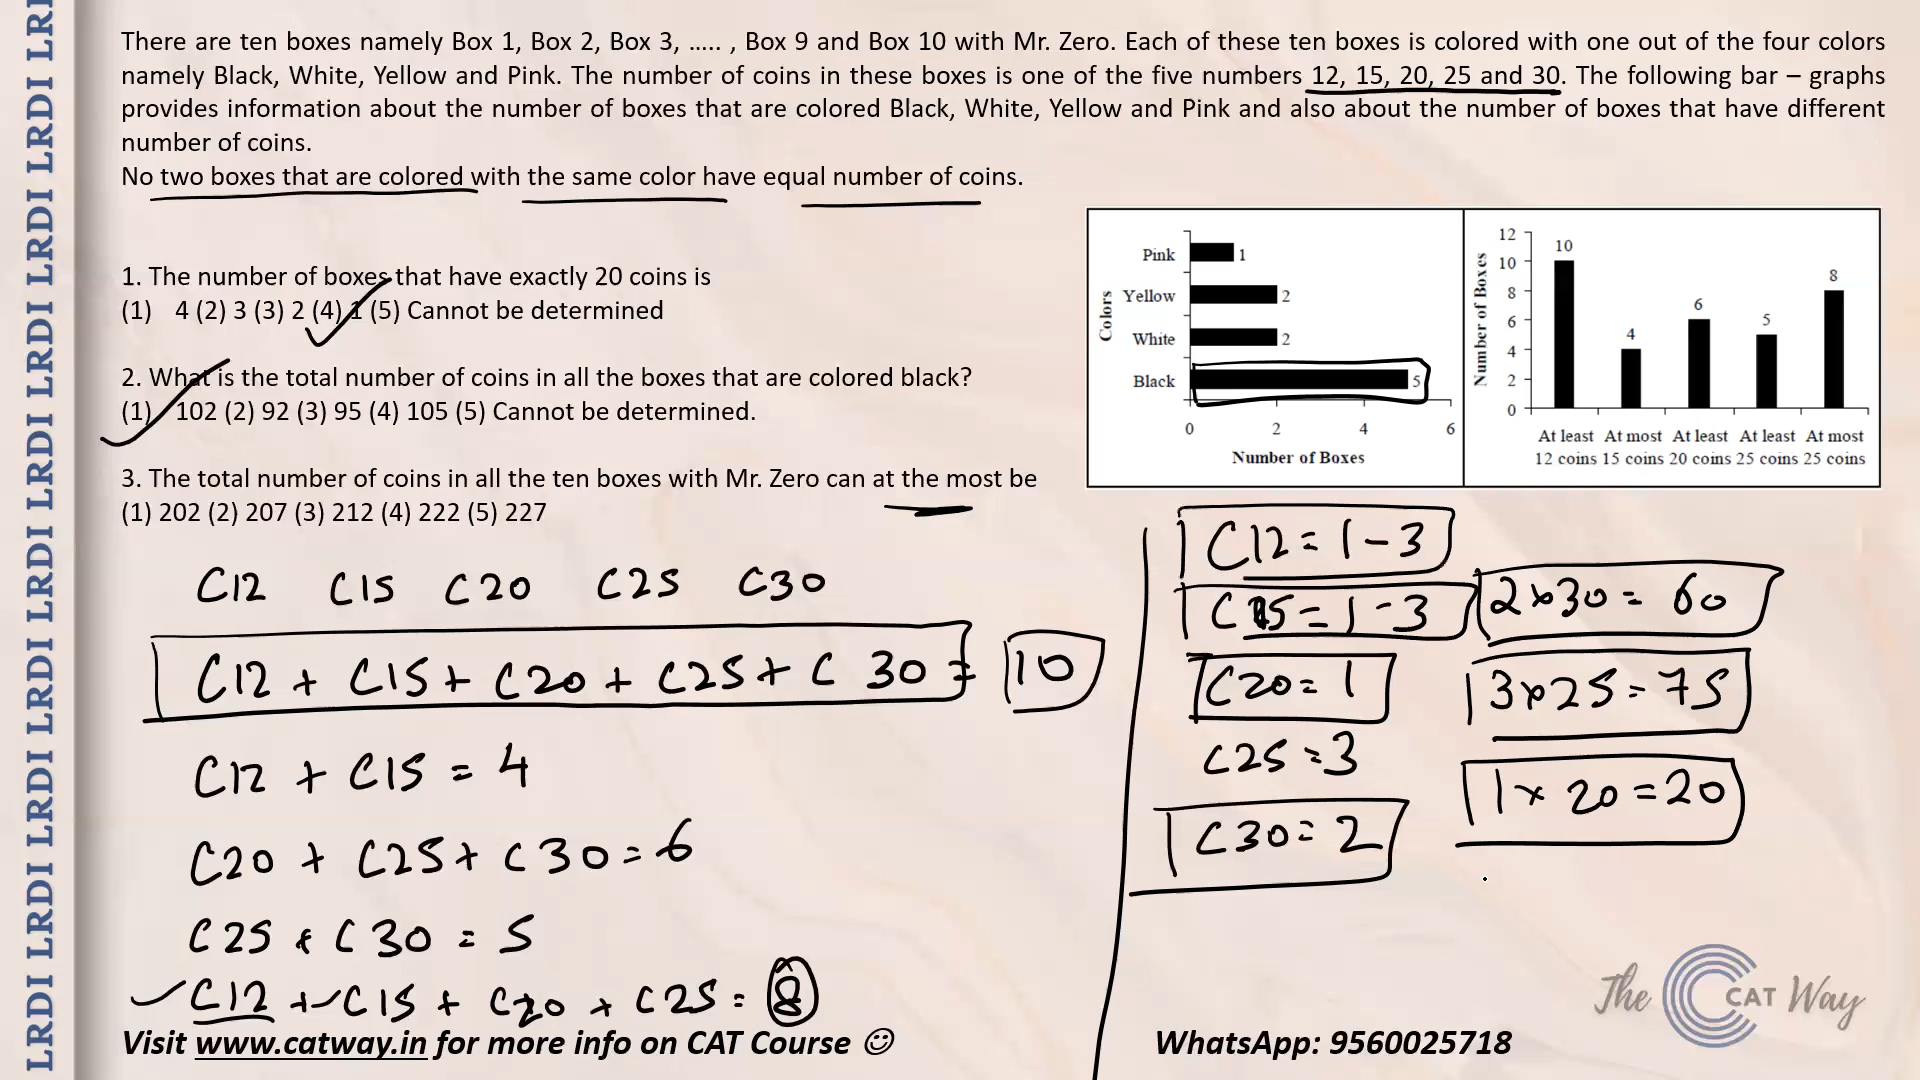 LRDI LRDI LRDI LRDI LRDI LRDI LRDI LRDI LRDI LRDI LRDI LRI
There are ten boxes namely Box 1, Box 2, Box 3, ….. , Box 9 and Box 10 with Mr. Zero. Each of these ten boxes is colored with one out of the four colors
namely Black, White, Yellow and Pink. The number of coins in these boxes is one of the five numbers 12, 15, 20, 25 and 30. The following bar – graphs
provides information about the number of boxes that are colored Black, White, Yellow and Pink and also about the number of boxes that have different
number of coins.
No two boxes that are colored with the same color have equal number of coins.
1. The number of boxes that have exactly 20 coins is
(1) 4 (2) 3 (3) 2 (4) 1 (5) Cannot be determined
2. What is the total number of coins in all the boxes that are colored black?
(1) 102 (2) 92 (3) 95 (4) 105 (5) Cannot be determined.
3. The total number of coins in all the ten boxes with Mr. Zero can at the most be
(1) 202 (2) 207 (3) 212 (4) 222 (5) 227
Colors
Pink 1
Yellow 2
White 2
Black 5
0 2 4 6
Number of Boxes
Number of Boxes
12
10
8
6
4
2
0
10 4 6 5 8
At least At most At least At least At most
12 coins 15 coins 20 coins 25 coins 25 coins
C12 C15 C20 C25 C30
C12 + C15 + C20 + C25 + C30 = 10
C12 + C15 = 4
C20 + C25 + C30 = 6
C25 + C30 = 5
C12 + C15 + C20 + C25 = 8
C12 = 1 – 3
C15 = 1 – 3
C20 = 1
C25 = 3
C30 = 2
2 x 30 = 60
3 x 25 = 75
1 x 20 = 20
Visit www.catway.in for more info on CAT Course ☺
WhatsApp: 9560025718
The CAT Way